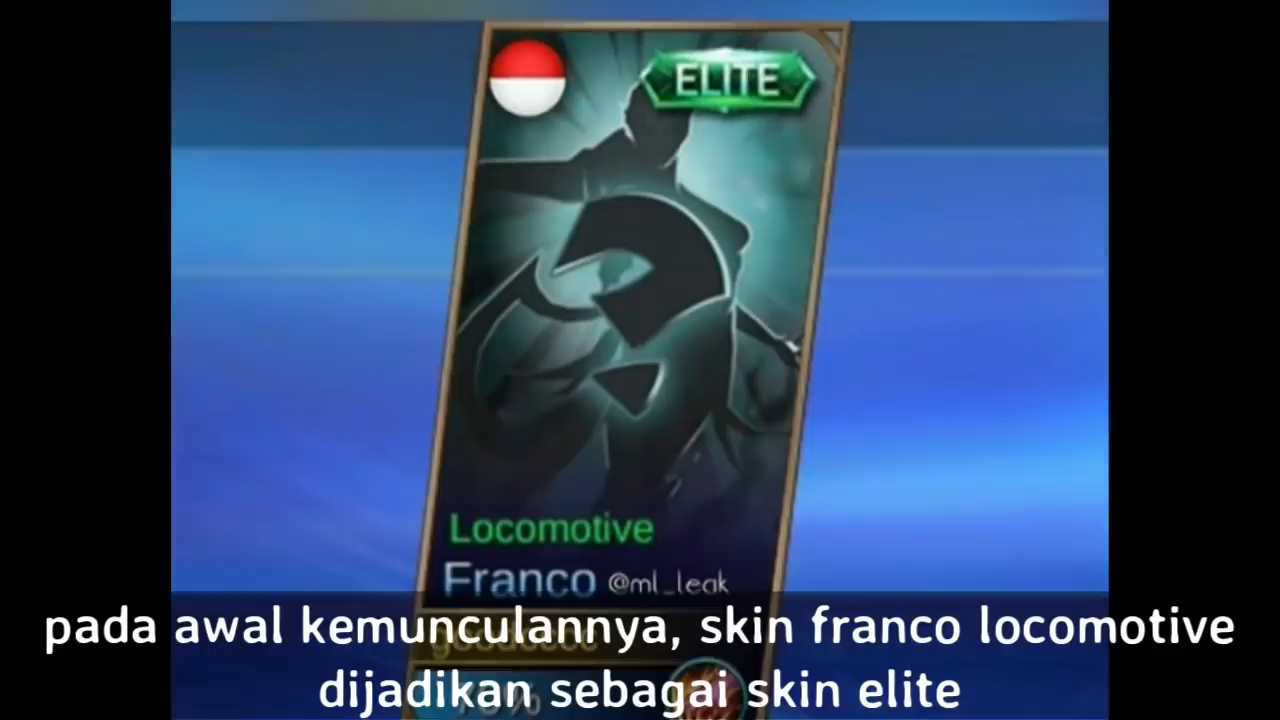 ELITE
Locomotive
Franco @ml_leak
pada awal kemunculannya, skin franco locomotive
dijadikan sebagai skin elite